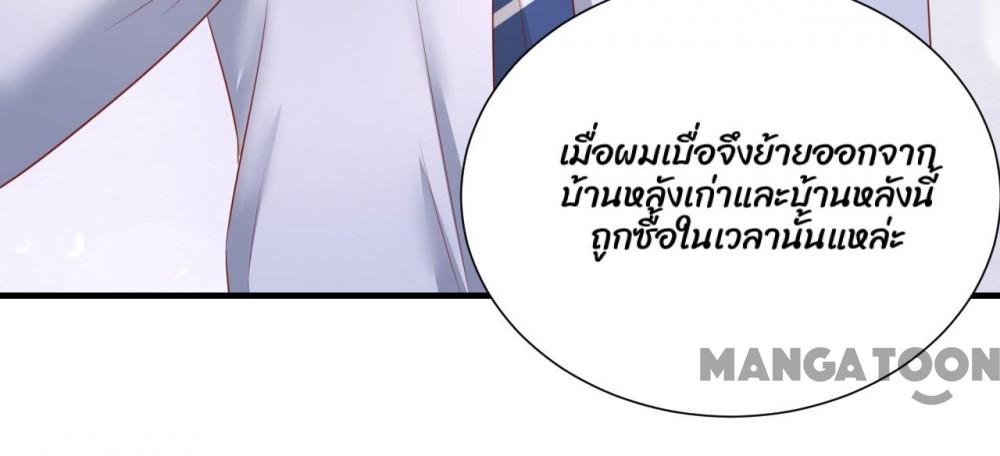 เมื่อผมเบื่อจึงย้ายออกจาก
บ้านหลังเก่าและบ้านหลังนี้
ถูกซื้อในเวลานั้นแหล่ะ
MANGATOON